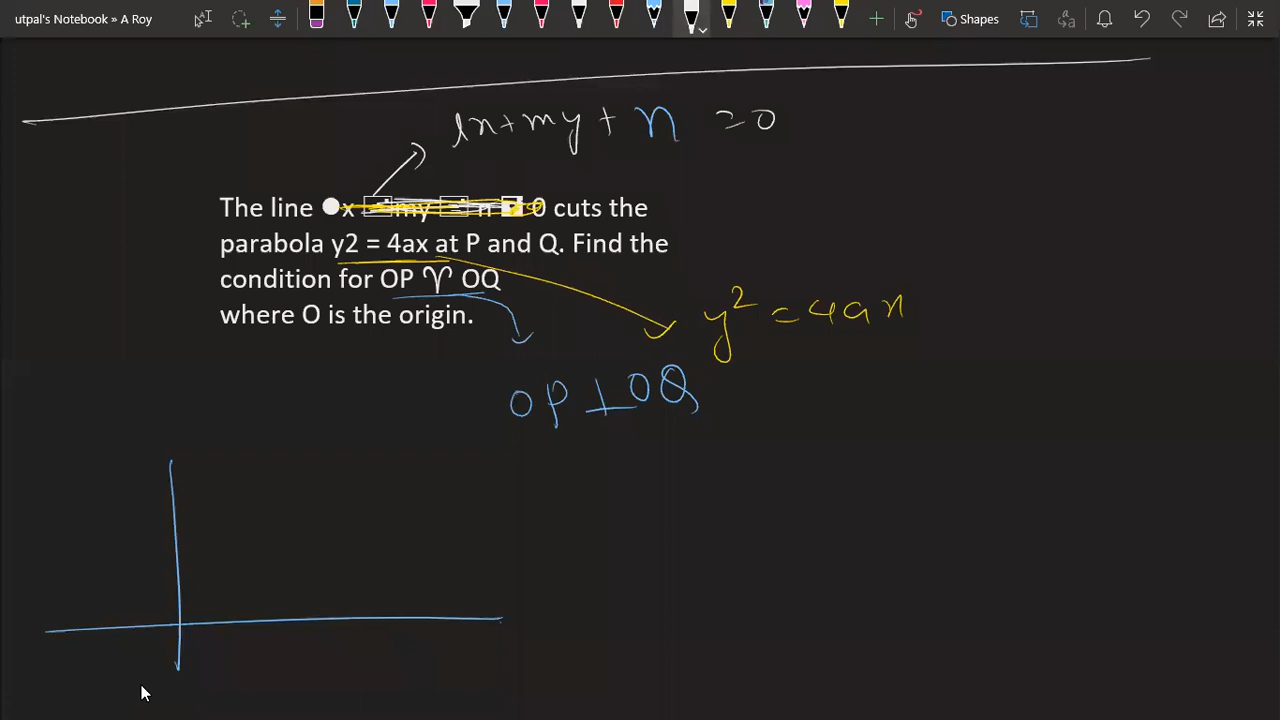 utpal's Notebook » A Roy
Shapes
lx+my+ n =0
The line ●x my n 0 cuts the
parabola y2 = 4ax at P and Q. Find the
condition for OP ♈ OQ
where O is the origin.
y² = 4ax
OP ⊥ OQ